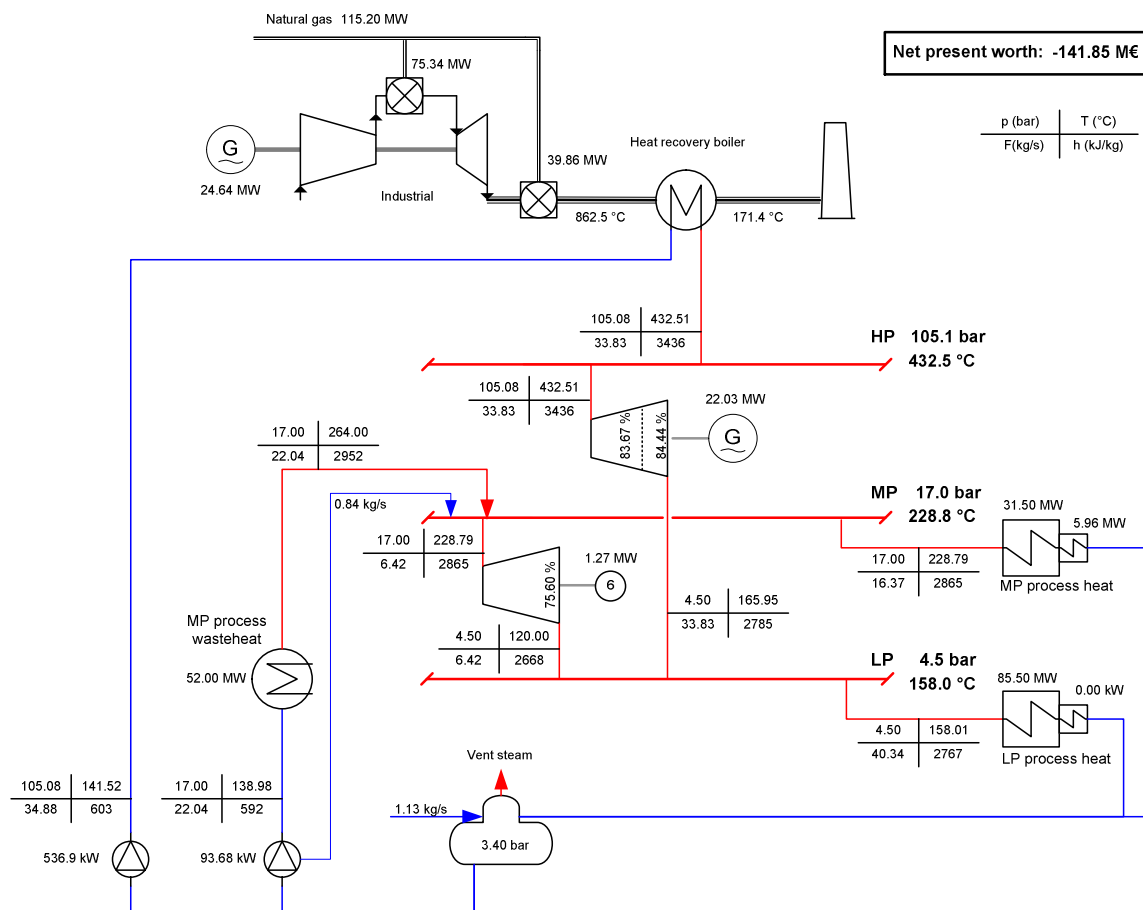 Natural gas 115.20 MW
Net present worth: -141.85 M€
75.34 MW
p (bar) T (°C)
F(kg/s) h (kJ/kg)
G
24.64 MW
Industrial
39.86 MW
Heat recovery boiler
862.5 °C
171.4 °C
105.08 432.51
33.83 3436
HP 105.1 bar
432.5 °C
105.08 432.51
33.83 3436
83.67 %
84.44 %
22.03 MW
G
17.00 264.00
22.04 2952
0.84 kg/s
MP 17.0 bar
228.8 °C
31.50 MW
5.96 MW
17.00 228.79
6.42 2865
75.60 %
1.27 MW
6
17.00 228.79
16.37 2865
MP process heat
4.50 165.95
33.83 2785
MP process
wasteheat
52.00 MW
4.50 120.00
6.42 2668
LP 4.5 bar
158.0 °C
85.50 MW
0.00 kW
4.50 158.01
40.34 2767
LP process heat
Vent steam
105.08 141.52
34.88 603
17.00 138.98
22.04 592
1.13 kg/s
3.40 bar
536.9 kW
93.68 kW